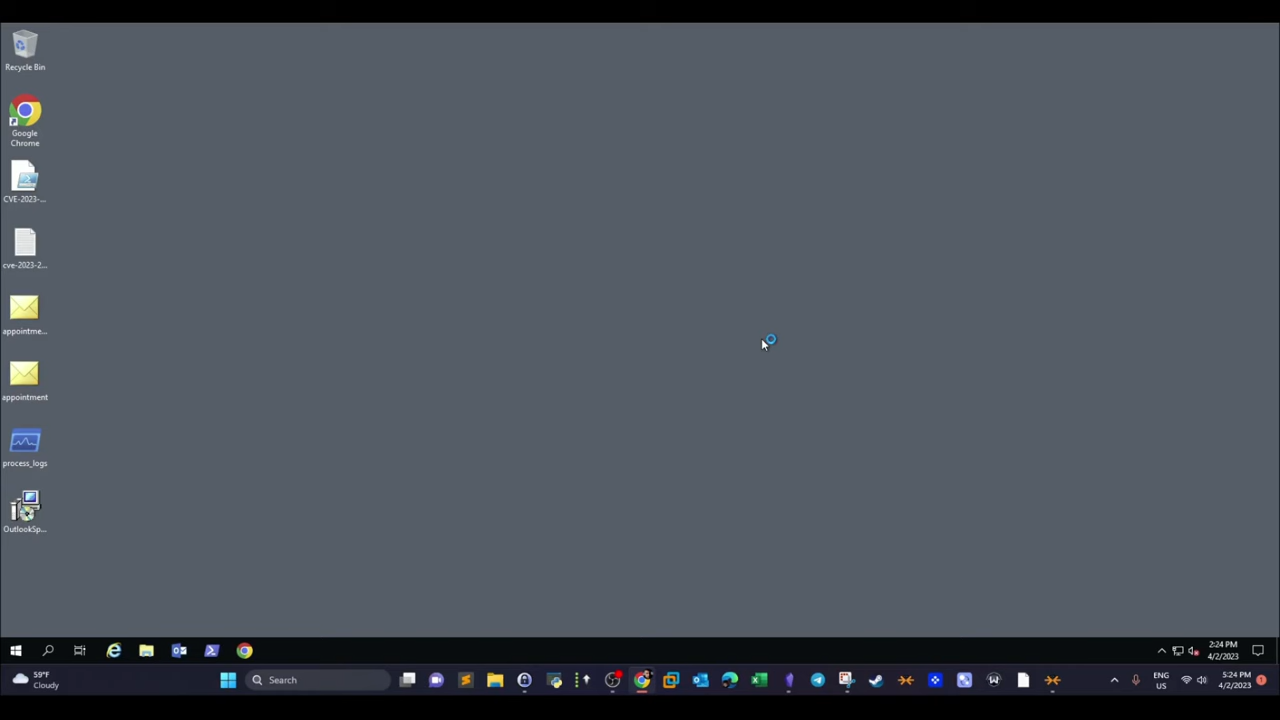 Recycle Bin
Google
Chrome
CVE-2023-...
cve-2023-2...
appointme...
appointment
process_logs
OutlookSp...
2:24 PM
4/2/2023
59°F
Cloudy
Search
ENG
US
5:24 PM
4/2/2023